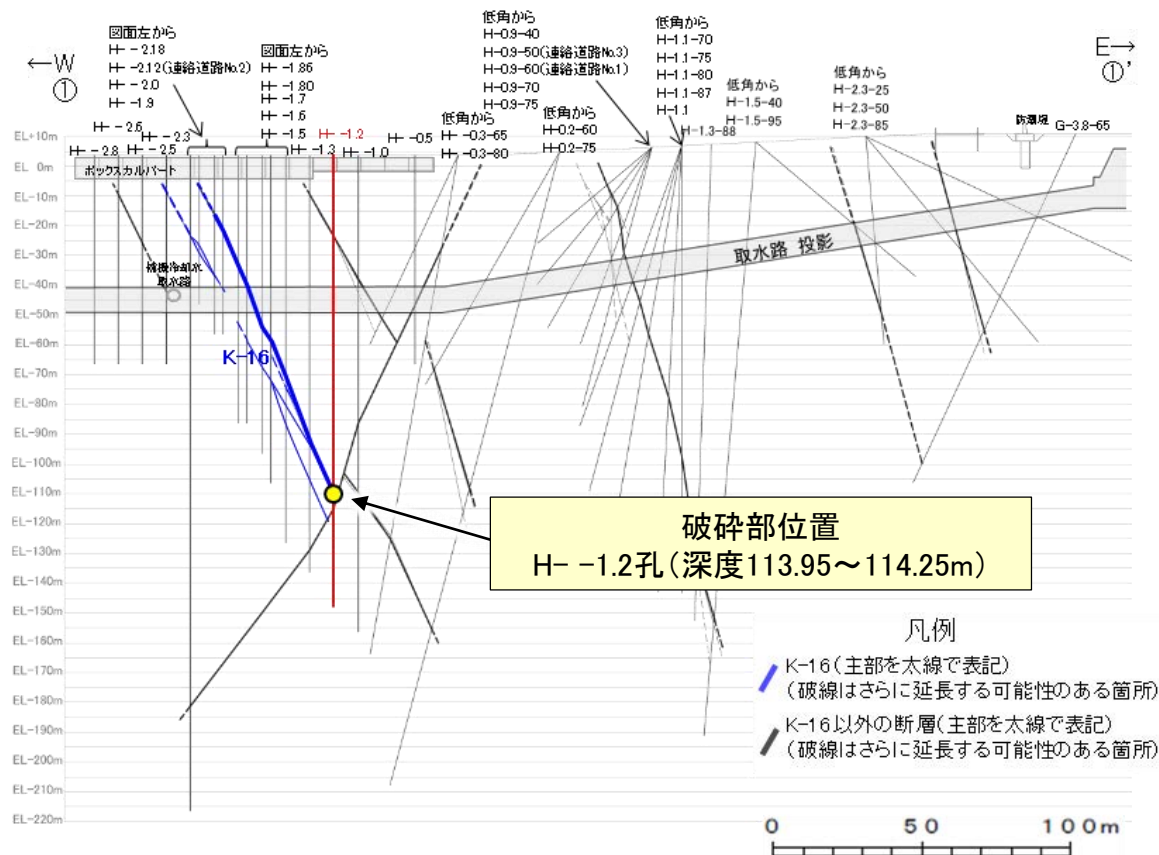 ←W
①
図面左から
H- -2.18
H- -2.12(連絡道路No.2)
H- -2.0
H- -1.9
図面左から
H- -1.86
H- -1.80
H- -1.7
H- -1.6
H- -1.5
低角から
H-0.9-40
H-0.9-50(連絡道路No.3)
H-0.9-60(連絡道路No.1)
H-0.9-70
H-0.9-75
低角から
H-1.1-70
H-1.1-75
H-1.1-80
H-1.1-87
H-1.1
低角から
H-1.5-40
H-1.5-95
低角から
H-2.3-25
H-2.3-50
H-2.3-85
E→
①'
H- -2.6
H- -2.3
H- -2.8
H- -2.5
H- -1.2
H- -1.3
H- -1.0
H- -0.5
低角から
H- -0.3-65
H- -0.3-80
低角から
H-0.2-60
H-0.2-75
H-1.3-88
防潮堤
G-3.8-65
EL+10m
EL 0m
EL-10m
EL-20m
EL-30m
EL-40m
EL-50m
EL-60m
EL-70m
EL-80m
EL-90m
EL-100m
EL-110m
EL-120m
EL-130m
EL-140m
EL-150m
EL-160m
EL-170m
EL-180m
EL-190m
EL-200m
EL-210m
EL-220m
ボックスカルバート
補機冷却水
取水路
取水路 投影
K-16
破砕部位置
H- -1.2孔(深度113.95～114.25m)
凡例
K-16(主部を太線で表記)
(破線はさらに延長する可能性のある箇所)
K-16以外の断層(主部を太線で表記)
(破線はさらに延長する可能性のある箇所)
0 50 100m